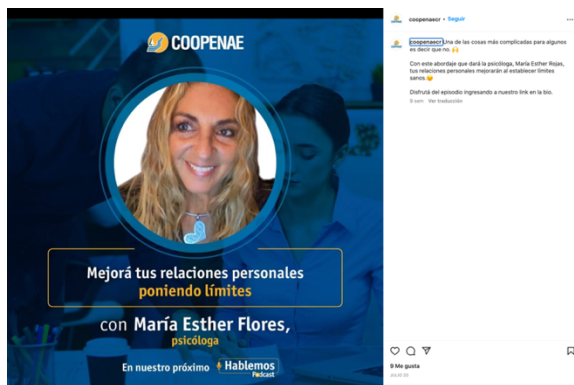 COOPENAE
Mejorá tus relaciones personales
poniendo límites
con María Esther Flores,
psicóloga
En nuestro próximo Hablemos
Podcast
coopenaecr • Seguir
coopenaecr Una de las cosas más complicadas para algunos
es decir que no.
Con este abordaje que dará la psicóloga, María Esther Rojas,
tus relaciones personales mejorarán al establecer límites
sanos.
Disfrutá del episodio ingresando a nuestro link en la bio.
9 sem Ver traducción
9 Me gusta